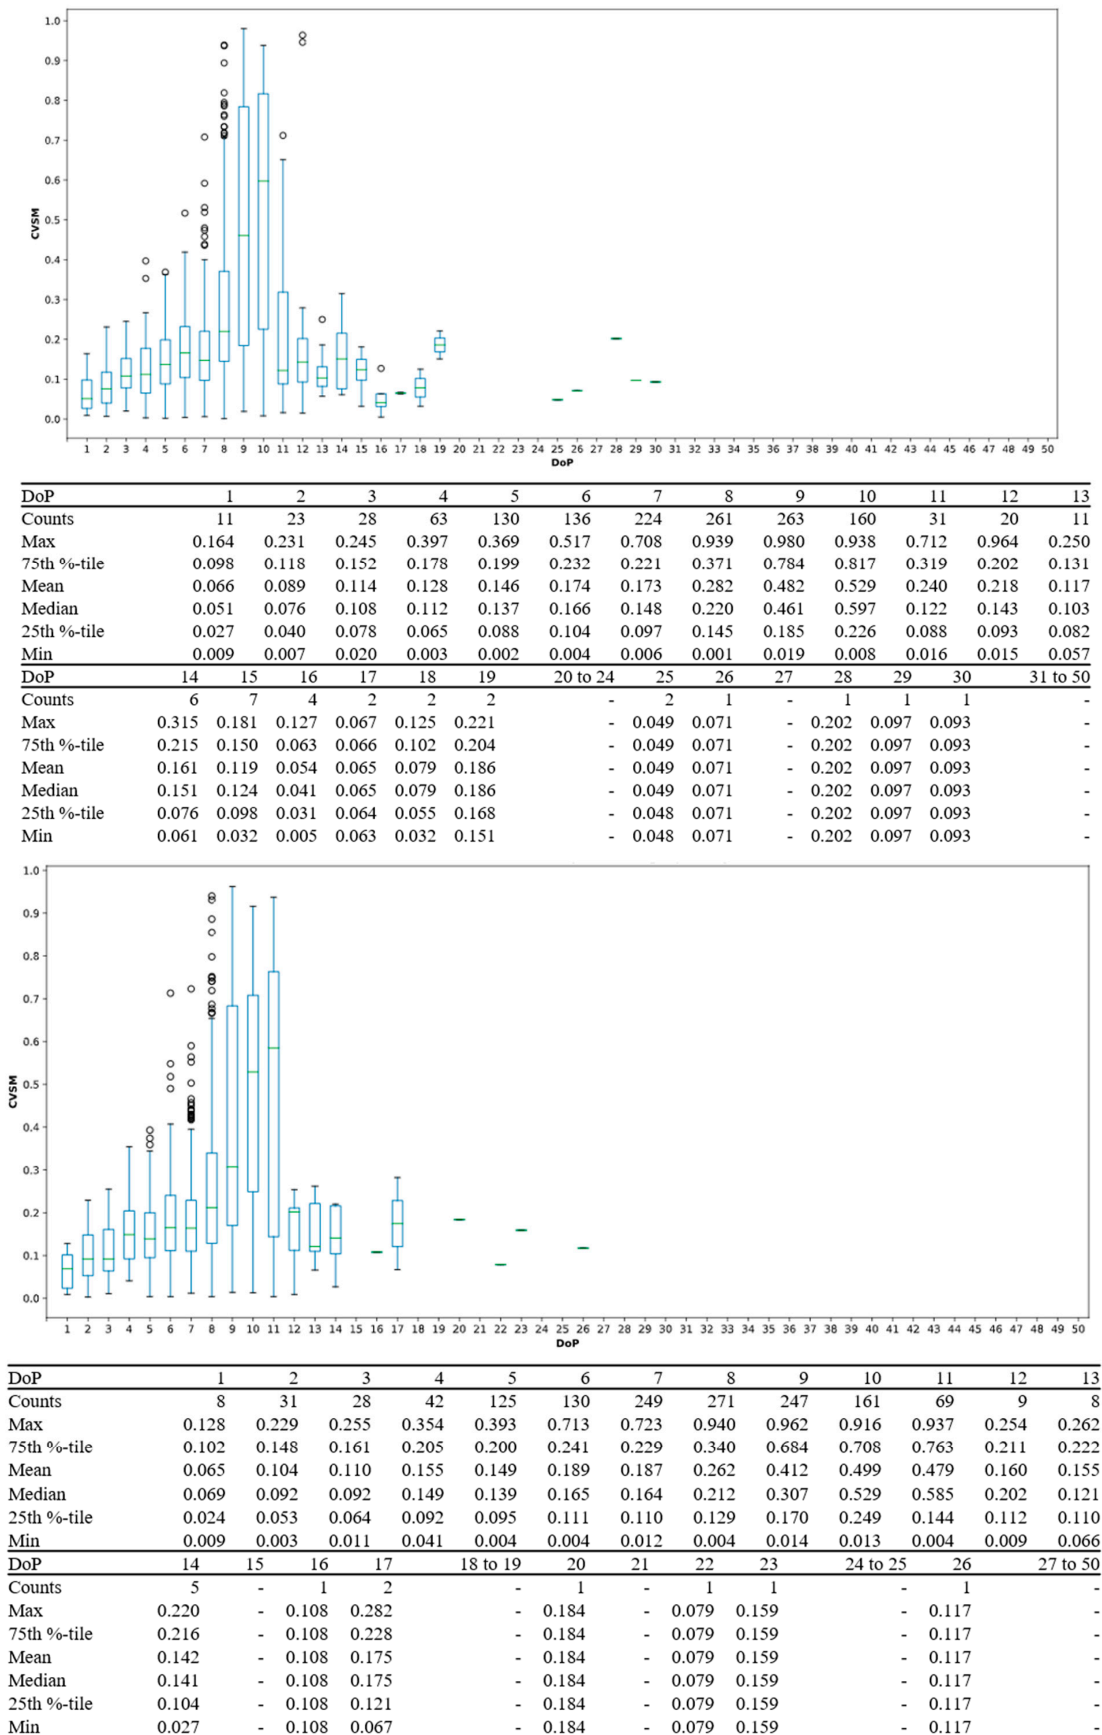 1.0
0.9
0.8
0.7
0.6
0.5
0.4
0.3
0.2
0.1
0.0
CVSM
1 2 3 4 5 6 7 8 9 10 11 12 13 14 15 16 17 18 19 20 21 22 23 24 25 26 27 28 29 30 31 32 33 34 35 36 37 38 39 40 41 42 43 44 45 46 47 48 49 50
DoP
DoP 1 2 3 4 5 6 7 8 9 10 11 12 13
Counts 11 23 28 63 130 136 224 261 263 160 31 20 11
Max 0.164 0.231 0.245 0.397 0.369 0.517 0.708 0.939 0.980 0.938 0.712 0.964 0.250
75th %-tile 0.098 0.118 0.152 0.178 0.199 0.232 0.221 0.371 0.784 0.817 0.319 0.202 0.131
Mean 0.066 0.089 0.114 0.128 0.146 0.174 0.173 0.282 0.482 0.529 0.240 0.218 0.117
Median 0.051 0.076 0.108 0.112 0.137 0.166 0.148 0.220 0.461 0.597 0.122 0.143 0.103
25th %-tile 0.027 0.040 0.078 0.065 0.088 0.104 0.097 0.145 0.185 0.226 0.088 0.093 0.082
Min 0.009 0.007 0.020 0.003 0.002 0.004 0.006 0.001 0.019 0.008 0.016 0.015 0.057
DoP 14 15 16 17 18 19 20 to 24 25 26 27 28 29 30 31 to 50
Counts 6 7 4 2 2 2 - 2 1 - 1 1 1 -
Max 0.315 0.181 0.127 0.067 0.125 0.221 - 0.049 0.071 - 0.202 0.097 0.093 -
75th %-tile 0.215 0.150 0.063 0.066 0.102 0.204 - 0.049 0.071 - 0.202 0.097 0.093 -
Mean 0.161 0.119 0.054 0.065 0.079 0.186 - 0.049 0.071 - 0.202 0.097 0.093 -
Median 0.151 0.124 0.041 0.065 0.079 0.186 - 0.049 0.071 - 0.202 0.097 0.093 -
25th %-tile 0.076 0.098 0.031 0.064 0.055 0.168 - 0.048 0.071 - 0.202 0.097 0.093 -
Min 0.061 0.032 0.005 0.063 0.032 0.151 - 0.048 0.071 - 0.202 0.097 0.093 -
1.0
0.9
0.8
0.7
0.6
0.5
0.4
0.3
0.2
0.1
0.0
CVSM
1 2 3 4 5 6 7 8 9 10 11 12 13 14 15 16 17 18 19 20 21 22 23 24 25 26 27 28 29 30 31 32 33 34 35 36 37 38 39 40 41 42 43 44 45 46 47 48 49 50
DoP
DoP 1 2 3 4 5 6 7 8 9 10 11 12 13
Counts 8 31 28 42 125 130 249 271 247 161 69 9 8
Max 0.128 0.229 0.255 0.354 0.393 0.713 0.723 0.940 0.962 0.916 0.937 0.254 0.262
75th %-tile 0.102 0.148 0.161 0.205 0.200 0.241 0.229 0.340 0.684 0.708 0.763 0.211 0.222
Mean 0.065 0.104 0.110 0.155 0.149 0.189 0.187 0.262 0.412 0.499 0.479 0.160 0.155
Median 0.069 0.092 0.092 0.149 0.139 0.165 0.164 0.212 0.307 0.529 0.585 0.202 0.121
25th %-tile 0.024 0.053 0.064 0.092 0.095 0.111 0.110 0.129 0.170 0.249 0.144 0.112 0.110
Min 0.009 0.003 0.011 0.041 0.004 0.004 0.012 0.004 0.014 0.013 0.004 0.009 0.066
DoP 14 15 16 17 18 to 19 20 21 22 23 24 to 25 26 27 to 50
Counts 5 - 1 2 - 1 - 1 1 - 1 -
Max 0.220 - 0.108 0.282 - 0.184 - 0.079 0.159 - 0.117 -
75th %-tile 0.216 - 0.108 0.228 - 0.184 - 0.079 0.159 - 0.117 -
Mean 0.142 - 0.108 0.175 - 0.184 - 0.079 0.159 - 0.117 -
Median 0.141 - 0.108 0.175 - 0.184 - 0.079 0.159 - 0.117 -
25th %-tile 0.104 - 0.108 0.121 - 0.184 - 0.079 0.159 - 0.117 -
Min 0.027 - 0.108 0.067 - 0.184 - 0.079 0.159 - 0.117 -